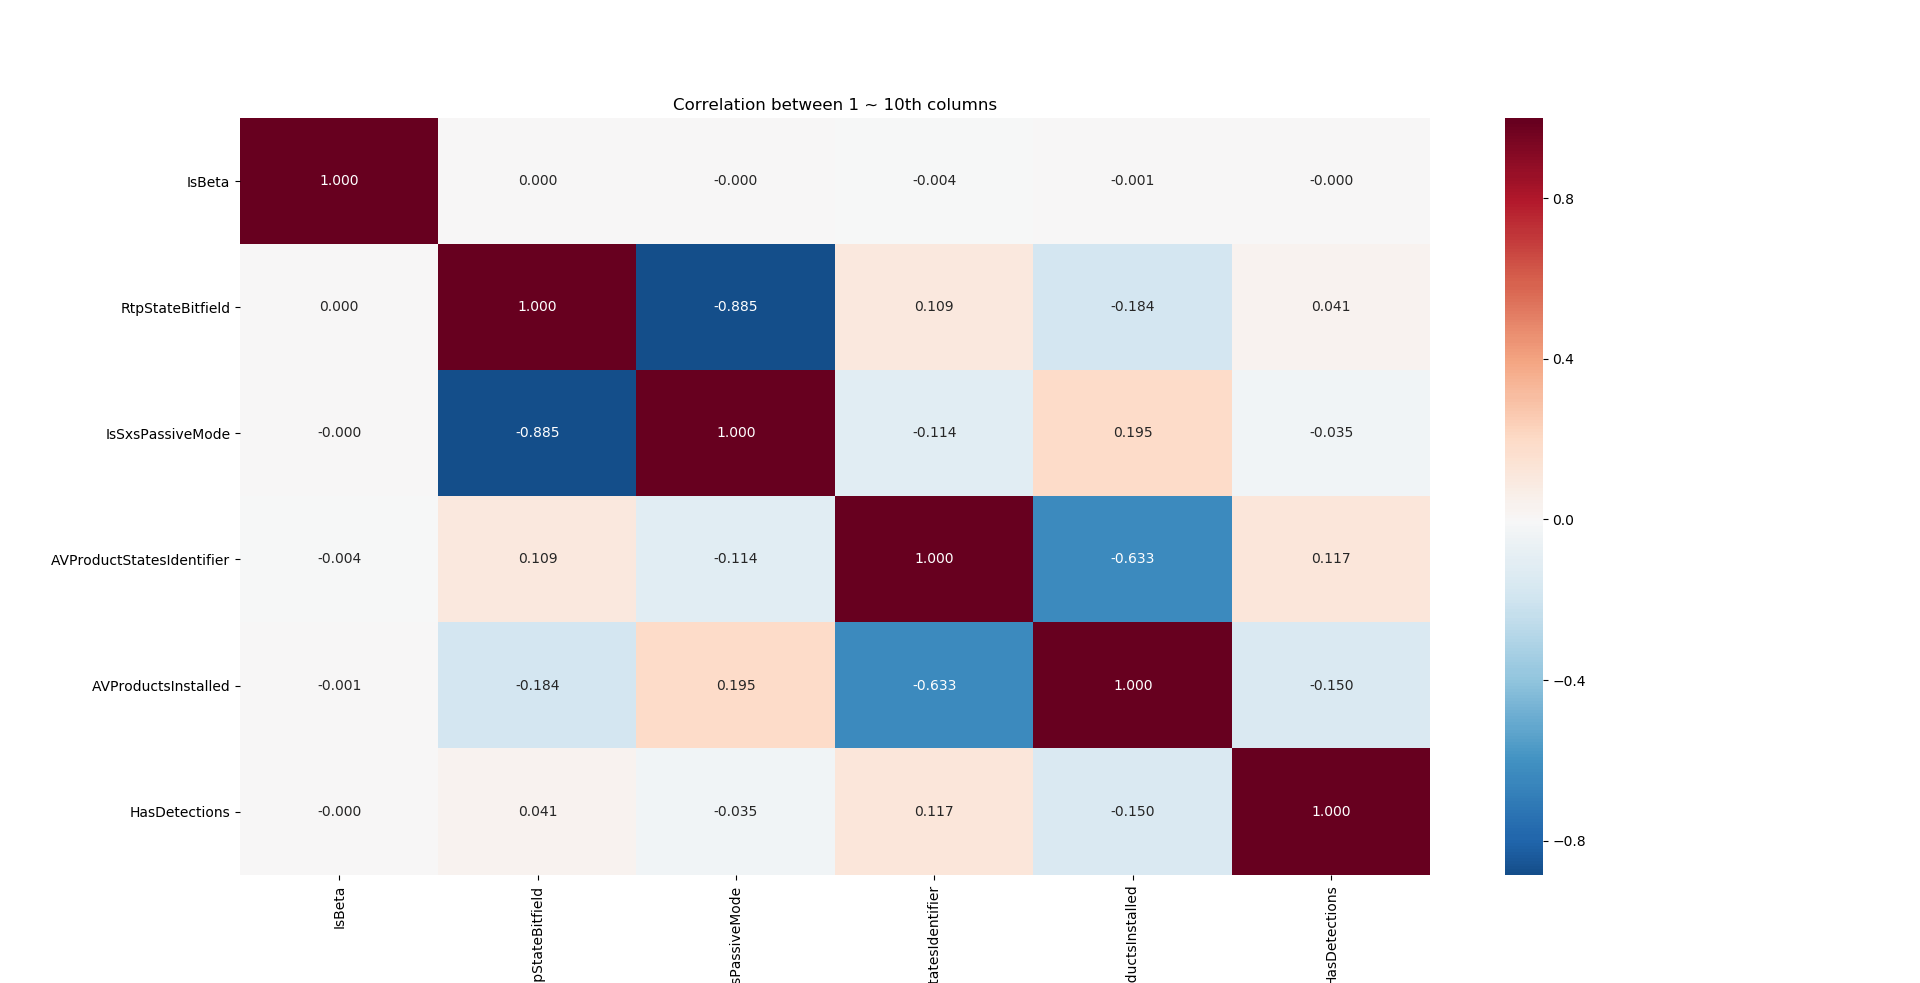 Correlation between 1 ~ 10th columns
IsBeta 1.000 0.000 -0.000 -0.004 -0.001 -0.000
RtpStateBitfield 0.000 1.000 -0.885 0.109 -0.184 0.041
IsSxsPassiveMode -0.000 -0.885 1.000 -0.114 0.195 -0.035
AVProductStatesIdentifier -0.004 0.109 -0.114 1.000 -0.633 0.117
AVProductsInstalled -0.001 -0.184 0.195 -0.633 1.000 -0.150
HasDetections -0.000 0.041 -0.035 0.117 -0.150 1.000
IsBeta
pStateBitfield
sPassiveMode
tatesIdentifier
ductsInstalled
HasDetections
0.8
0.4
0.0
−0.4
−0.8